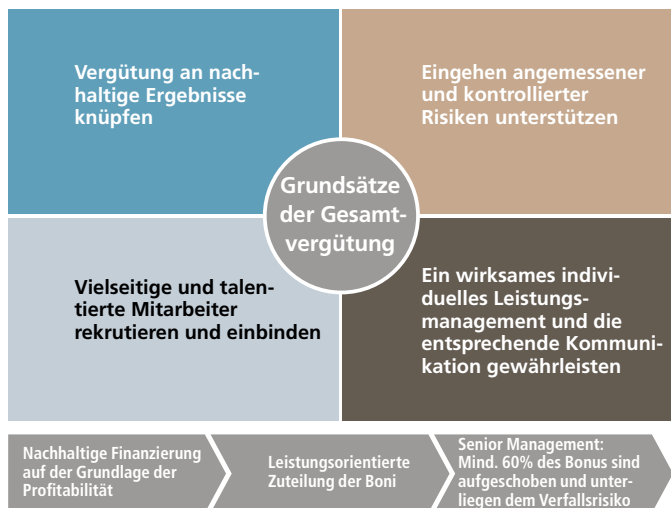 Vergütung an nach-
haltige Ergebnisse
knüpfen
Eingehen angemessener
und kontrollierter
Risiken unterstützen
Grundsätze
der Gesamt-
vergütung
Vielseitige und talen-
tierte Mitarbeiter
rekrutieren und einbinden
Ein wirksames indivi-
duelles Leistungs-
management und die
entsprechende Kommuni-
kation gewährleisten
Nachhaltige Finanzierung
auf der Grundlage der
Profitabilität
Leistungsorientierte
Zuteilung der Boni
Senior Management:
Mind. 60% des Bonus sind
aufgeschoben und unter-
liegen dem Verfallsrisiko